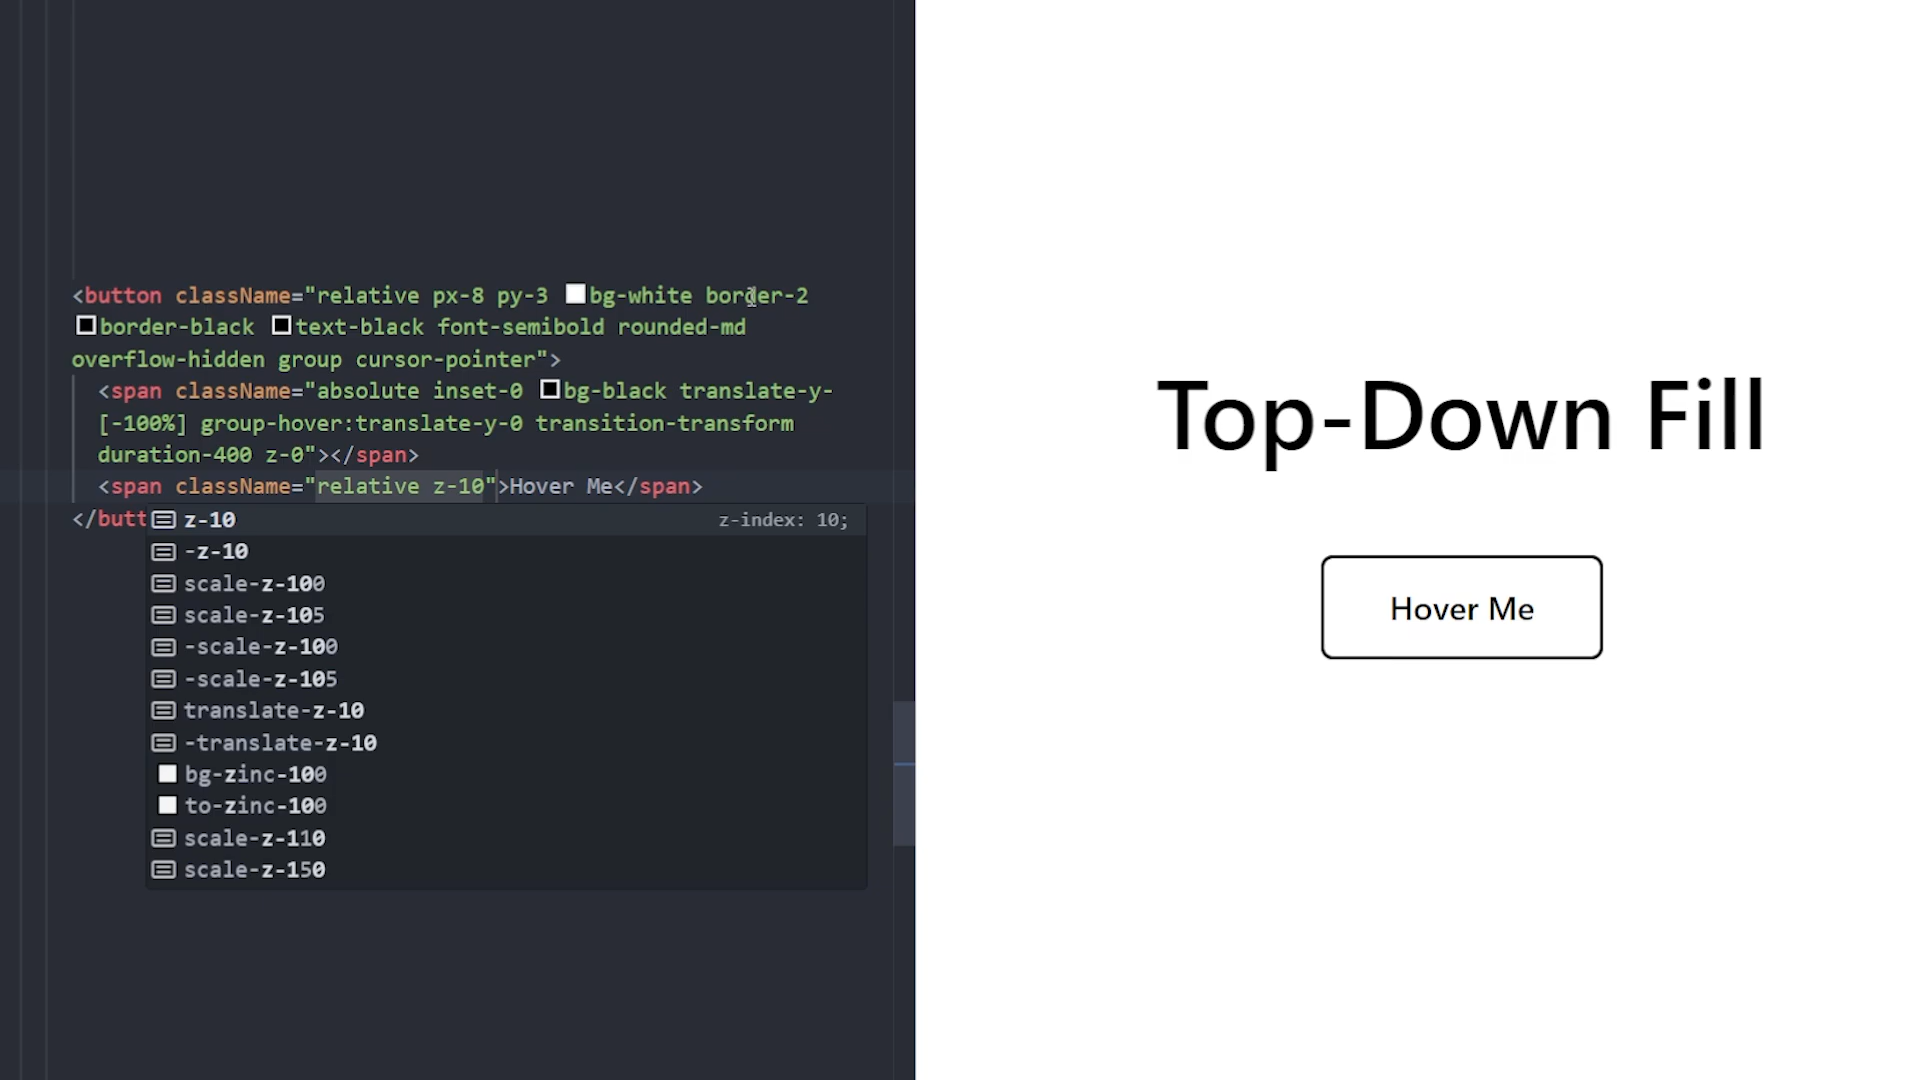 <button className="relative px-8 py-3 bg-white border-2
border-black text-black font-semibold rounded-md
overflow-hidden group cursor-pointer">
<span className="absolute inset-0 bg-black translate-y-
[-100%] group-hover:translate-y-0 transition-transform
duration-400 z-0"></span>
<span className="relative z-10">Hover Me</span>
</butt
z-10 z-index: 10;
-z-10
scale-z-100
scale-z-105
-scale-z-100
-scale-z-105
translate-z-10
-translate-z-10
bg-zinc-100
to-zinc-100
scale-z-110
scale-z-150
Top-Down Fill
Hover Me